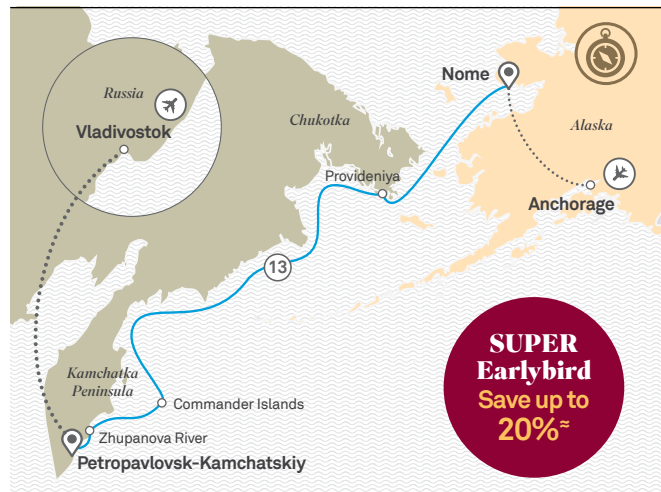 Nome
Russia
Vladivostok
Chukotka
Alaska
Provideniya
Anchorage
13
SUPER
Earlybird
Save up to
20%≈
Kamchatka
Peninsula
Commander Islands
Zhupanova River
Petropavlovsk-Kamchatskiy